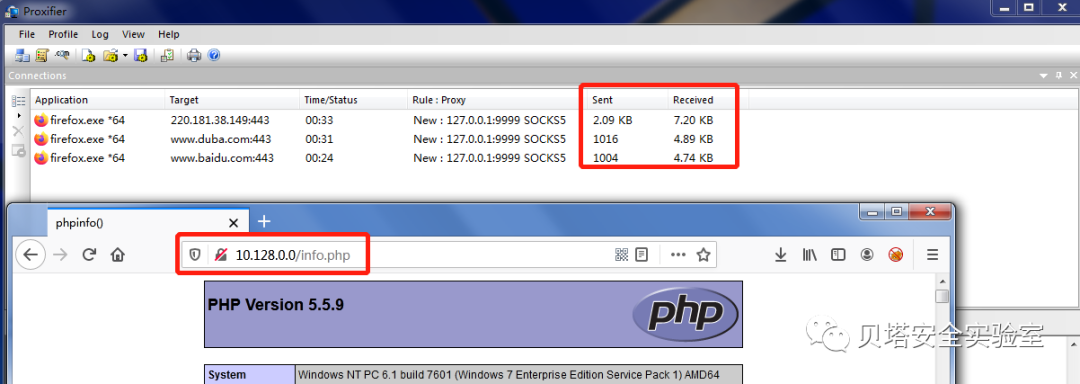 Proxifier
File Profile Log View Help
Connections
Application Target Time/Status Rule : Proxy Sent Received
firefox.exe *64 220.181.38.149:443 00:33 New : 127.0.0.1:9999 SOCKS5 2.09 KB 7.20 KB
firefox.exe *64 www.duba.com:443 00:31 New : 127.0.0.1:9999 SOCKS5 1016 4.89 KB
firefox.exe *64 www.baidu.com:443 00:24 New : 127.0.0.1:9999 SOCKS5 1004 4.74 KB
phpinfo()
10.128.0.0/info.php
PHP Version 5.5.9
php
贝塔安全实验室
System Windows NT PC 6.1 build 7601 (Windows 7 Enterprise Edition Service Pack 1) AMD64